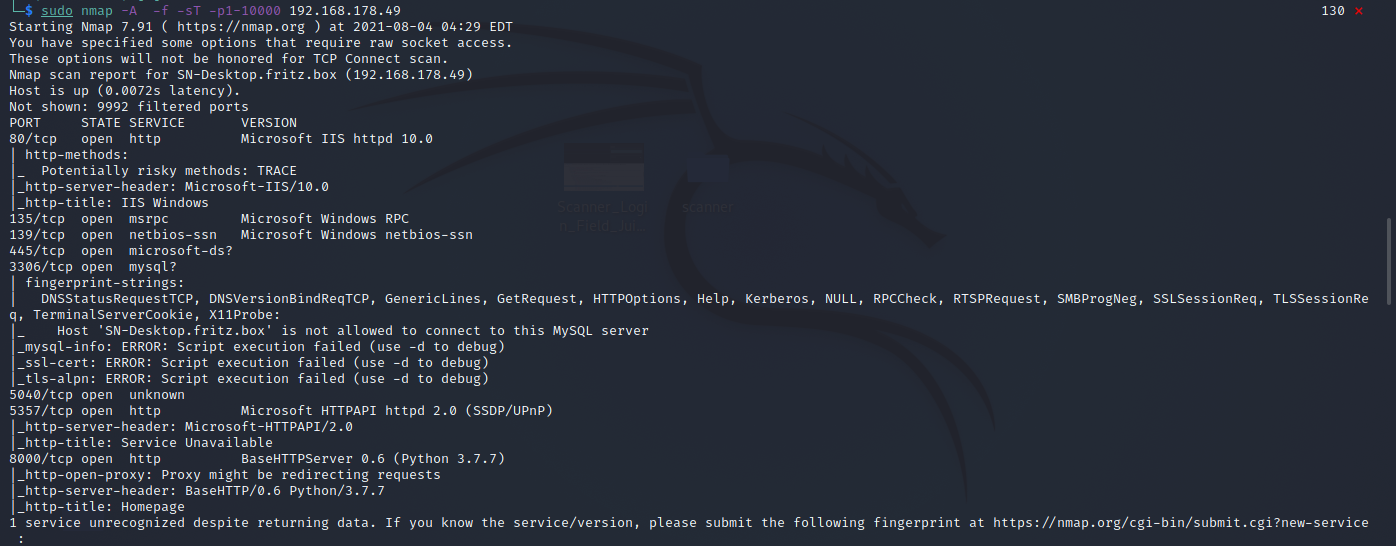 └─$ sudo nmap -A -f -sT -p1-10000 192.168.178.49 130 ×
Starting Nmap 7.91 ( https://nmap.org ) at 2021-08-04 04:29 EDT
You have specified some options that require raw socket access.
These options will not be honored for TCP Connect scan.
Nmap scan report for SN-Desktop.fritz.box (192.168.178.49)
Host is up (0.0072s latency).
Not shown: 9992 filtered ports
PORT     STATE SERVICE       VERSION
80/tcp   open  http          Microsoft IIS httpd 10.0
| http-methods:
|_  Potentially risky methods: TRACE
|_http-server-header: Microsoft-IIS/10.0
|_http-title: IIS Windows
135/tcp  open  msrpc         Microsoft Windows RPC
139/tcp  open  netbios-ssn   Microsoft Windows netbios-ssn
445/tcp  open  microsoft-ds?
3306/tcp open  mysql?
| fingerprint-strings:
|   DNSStatusRequestTCP, DNSVersionBindReqTCP, GenericLines, GetRequest, HTTPOptions, Help, Kerberos, NULL, RPCCheck, RTSPRequest, SMBProgNeg, SSLSessionReq, TLSSessionRe
q, TerminalServerCookie, X11Probe:
|_    Host 'SN-Desktop.fritz.box' is not allowed to connect to this MySQL server
|_mysql-info: ERROR: Script execution failed (use -d to debug)
|_ssl-cert: ERROR: Script execution failed (use -d to debug)
|_tls-alpn: ERROR: Script execution failed (use -d to debug)
5040/tcp open  unknown
5357/tcp open  http          Microsoft HTTPAPI httpd 2.0 (SSDP/UPnP)
|_http-server-header: Microsoft-HTTPAPI/2.0
|_http-title: Service Unavailable
8000/tcp open  http          BaseHTTPServer 0.6 (Python 3.7.7)
|_http-open-proxy: Proxy might be redirecting requests
|_http-server-header: BaseHTTP/0.6 Python/3.7.7
|_http-title: Homepage
1 service unrecognized despite returning data. If you know the service/version, please submit the following fingerprint at https://nmap.org/cgi-bin/submit.cgi?new-service
:
scanner